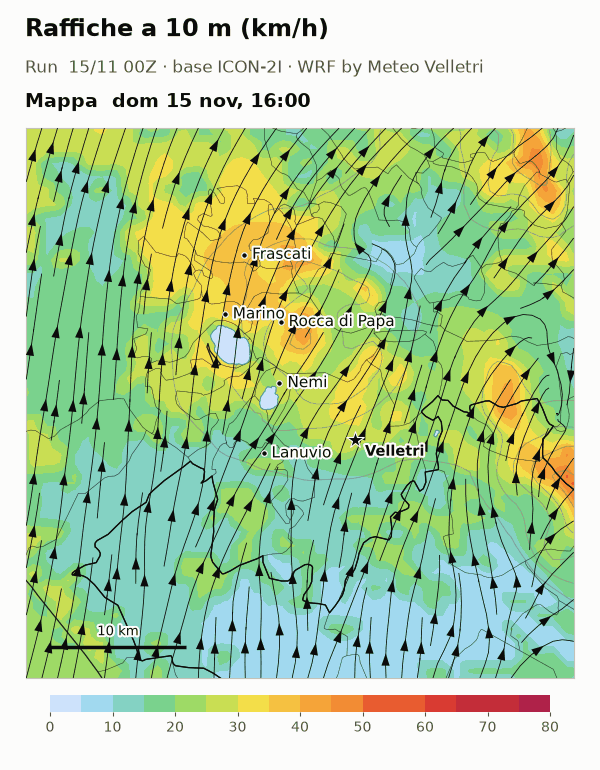 Raffiche a 10 m (km/h)
Run 15/11 00Z · base ICON-2I · WRF by Meteo Velletri
Mappa dom 15 nov, 16:00
Frascati
Marino
Rocca di Papa
Nemi
Velletri
Lanuvio
10 km
0 10 20 30 40 50 60 70 80